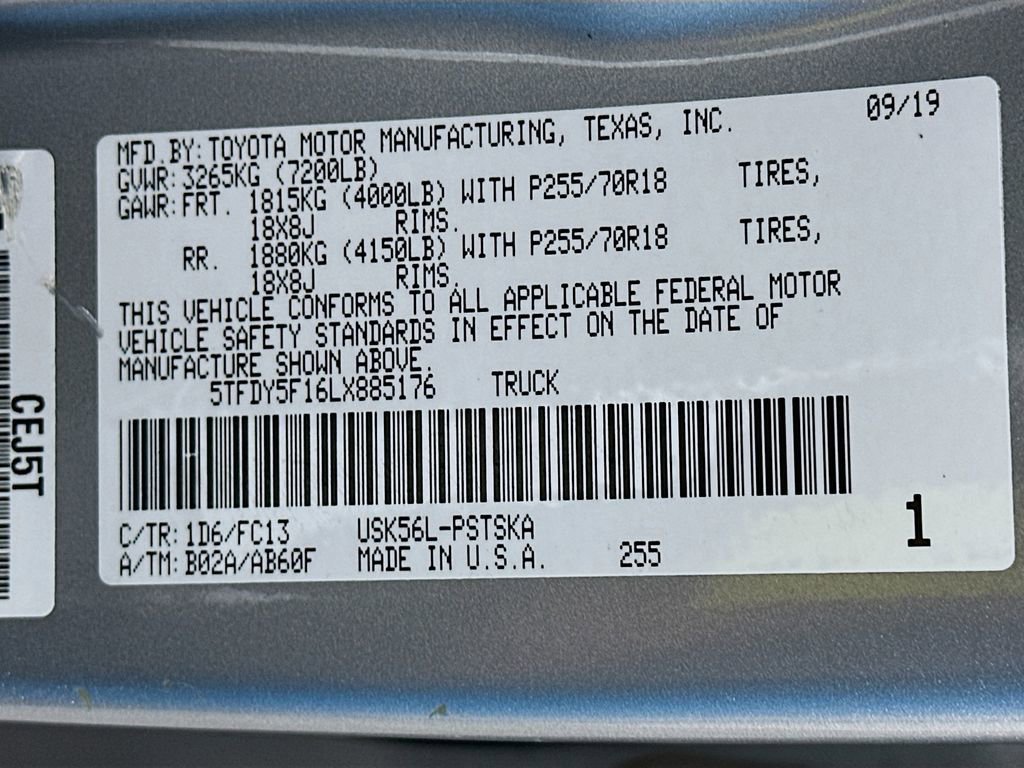 MFD.BY:TOYOTA MOTOR MANUFACTURING, TEXAS, INC. 09/19
GVWR:3265KG (7200LB)
GAWR:FRT. 1815KG (4000LB) WITH P255/70R18 TIRES,
18X8J RIMS.
RR. 1880KG (4150LB) WITH P255/70R18 TIRES,
18X8J RIMS.
THIS VEHICLE CONFORMS TO ALL APPLICABLE FEDERAL MOTOR
VEHICLE SAFETY STANDARDS IN EFFECT ON THE DATE OF
MANUFACTURE SHOWN ABOVE.
5TFDY5F16LX885176 TRUCK
C/TR:1D6/FC13 USK56L-PSTSKA
A/TM:B02A/AB60F MADE IN U.S.A. 255
1
CEJ5T